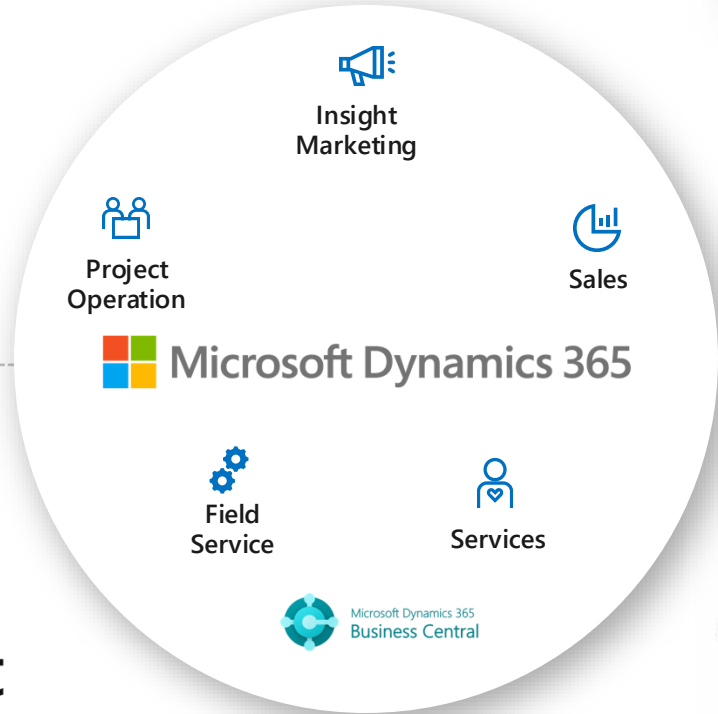 Insight
Marketing
Project
Operation
Sales
Microsoft Dynamics 365
Field
Service
Services
Microsoft Dynamics 365
Business Central